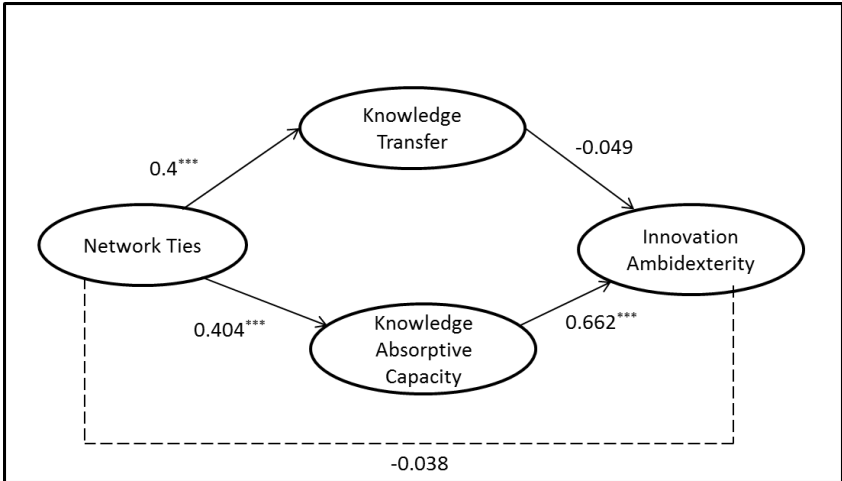 Knowledge
Transfer
0.4***
-0.049
Network Ties
Innovation
Ambidexterity
0.404***
Knowledge
Absorptive
Capacity
0.662***
-0.038